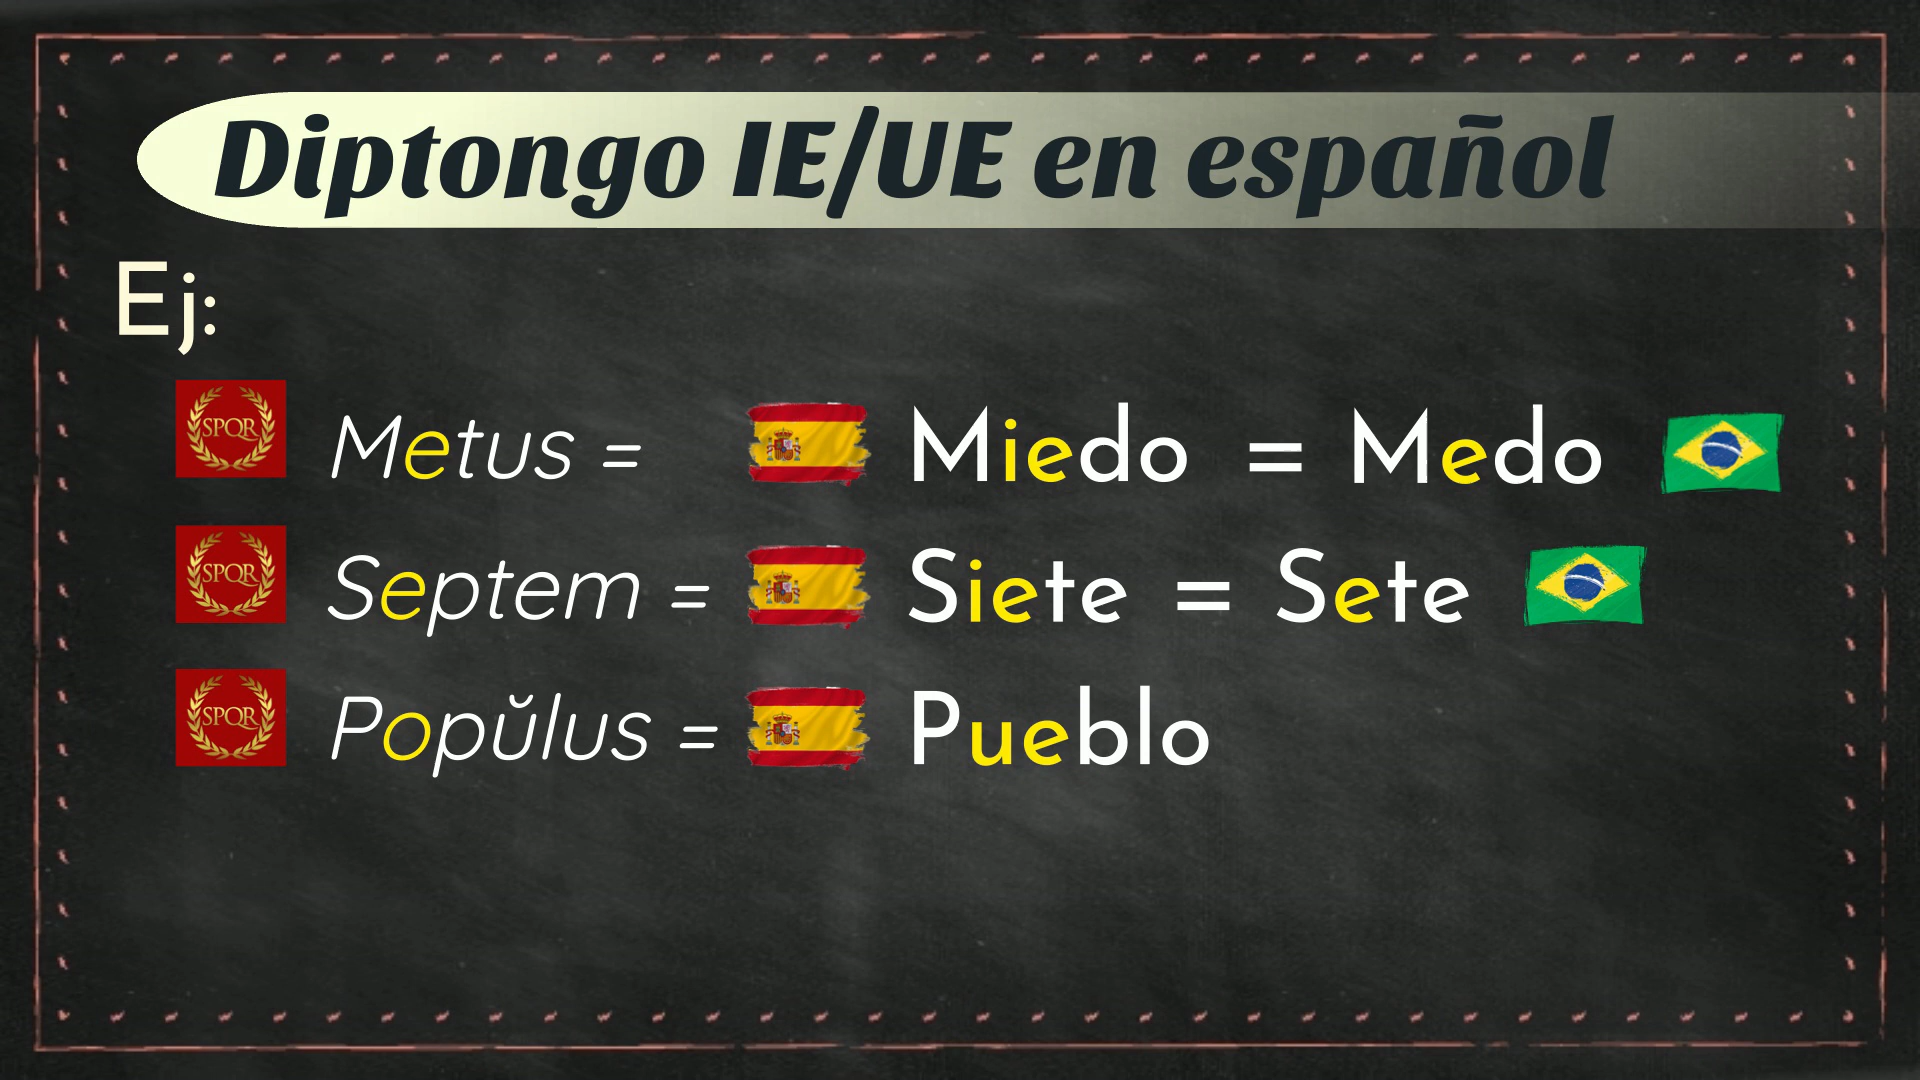 Diptongo IE/UE en español
Ej:
SPQR Metus = Miedo = Medo
SPQR Septem = Siete = Sete
SPQR Popŭlus = Pueblo